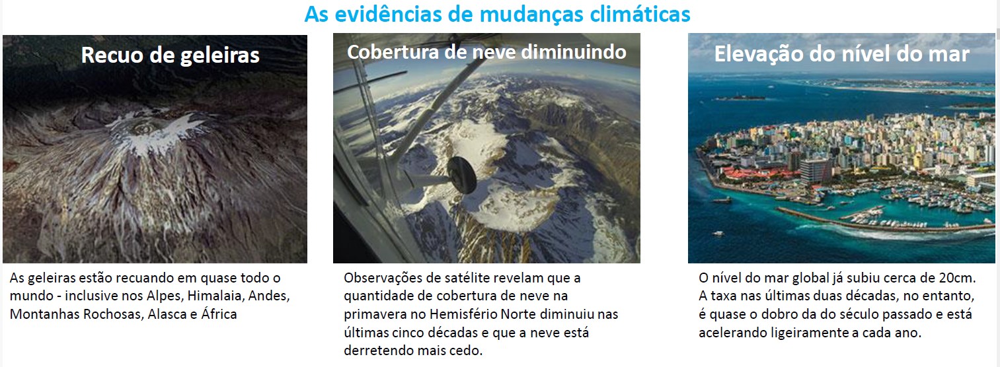 As evidências de mudanças climáticas
Recuo de geleiras
As geleiras estão recuando em quase todo o
mundo - inclusive nos Alpes, Himalaia, Andes,
Montanhas Rochosas, Alasca e África
Cobertura de neve diminuindo
Observações de satélite revelam que a
quantidade de cobertura de neve na
primavera no Hemisfério Norte diminuiu nas
últimas cinco décadas e que a neve está
derretendo mais cedo.
Elevação do nível do mar
O nível do mar global já subiu cerca de 20cm.
A taxa nas últimas duas décadas, no entanto,
é quase o dobro da do século passado e está
acelerando ligeiramente a cada ano.